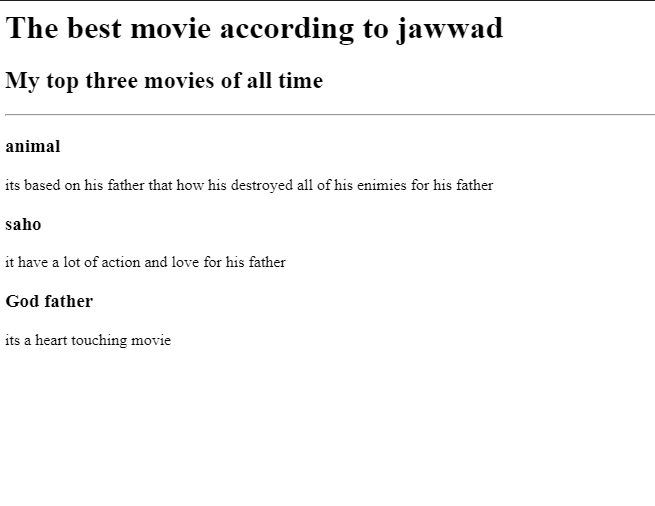 The best movie according to jawwad
My top three movies of all time
animal
its based on his father that how his destroyed all of his enimies for his father
saho
it have a lot of action and love for his father
God father
its a heart touching movie